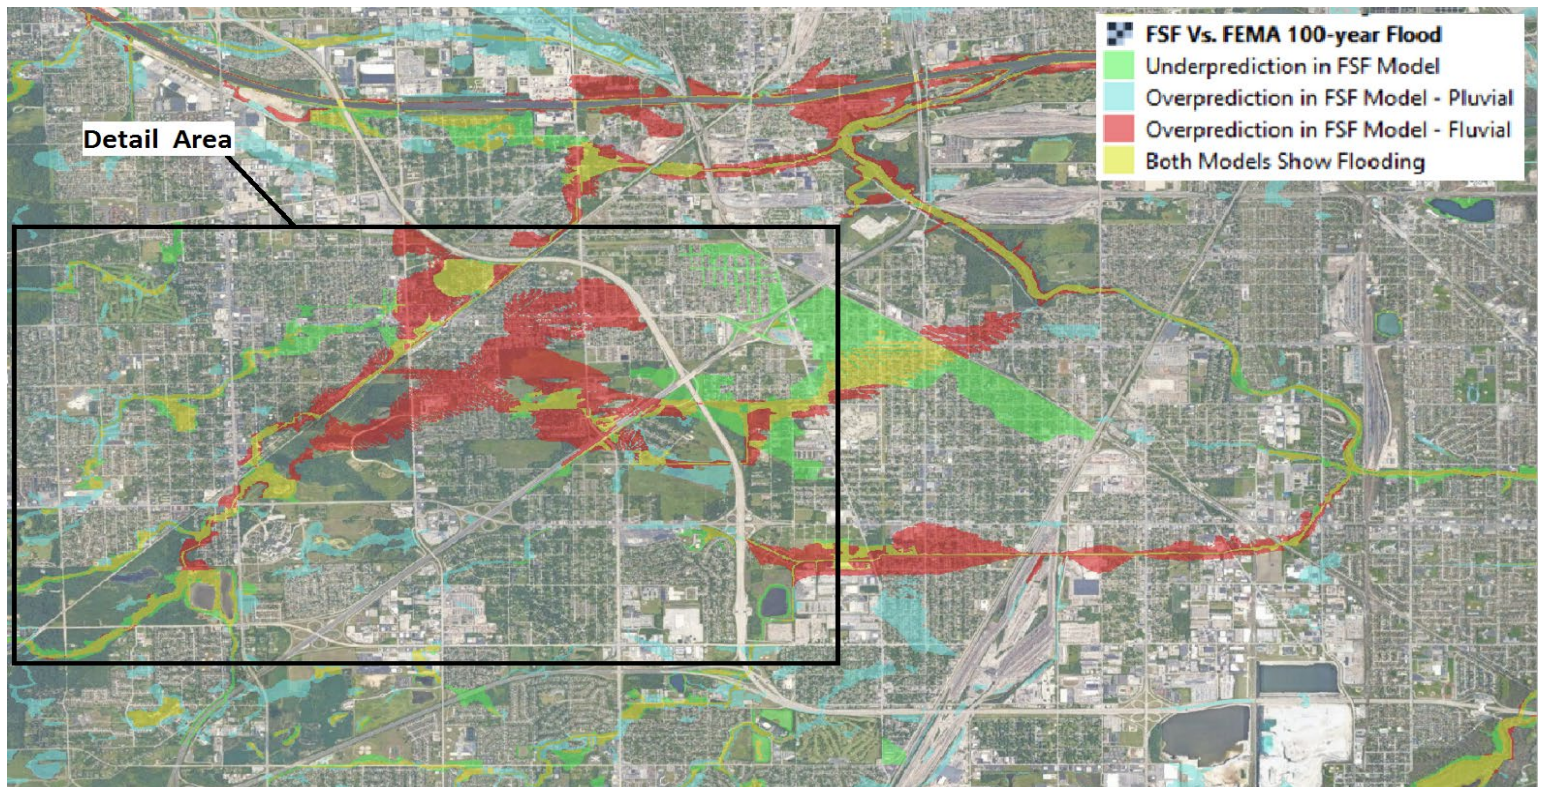 FSF Vs. FEMA 100-year Flood
Underprediction in FSF Model
Overprediction in FSF Model - Pluvial
Overprediction in FSF Model - Fluvial
Both Models Show Flooding
Detail Area